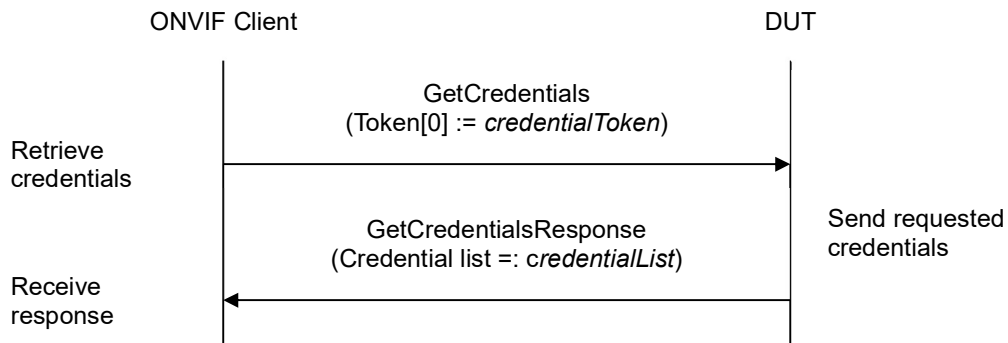 ONVIF Client
DUT
GetCredentials
(Token[0] := credentialToken)
Retrieve
credentials
GetCredentialsResponse
(Credential list =: credentialList)
Send requested
credentials
Receive
response